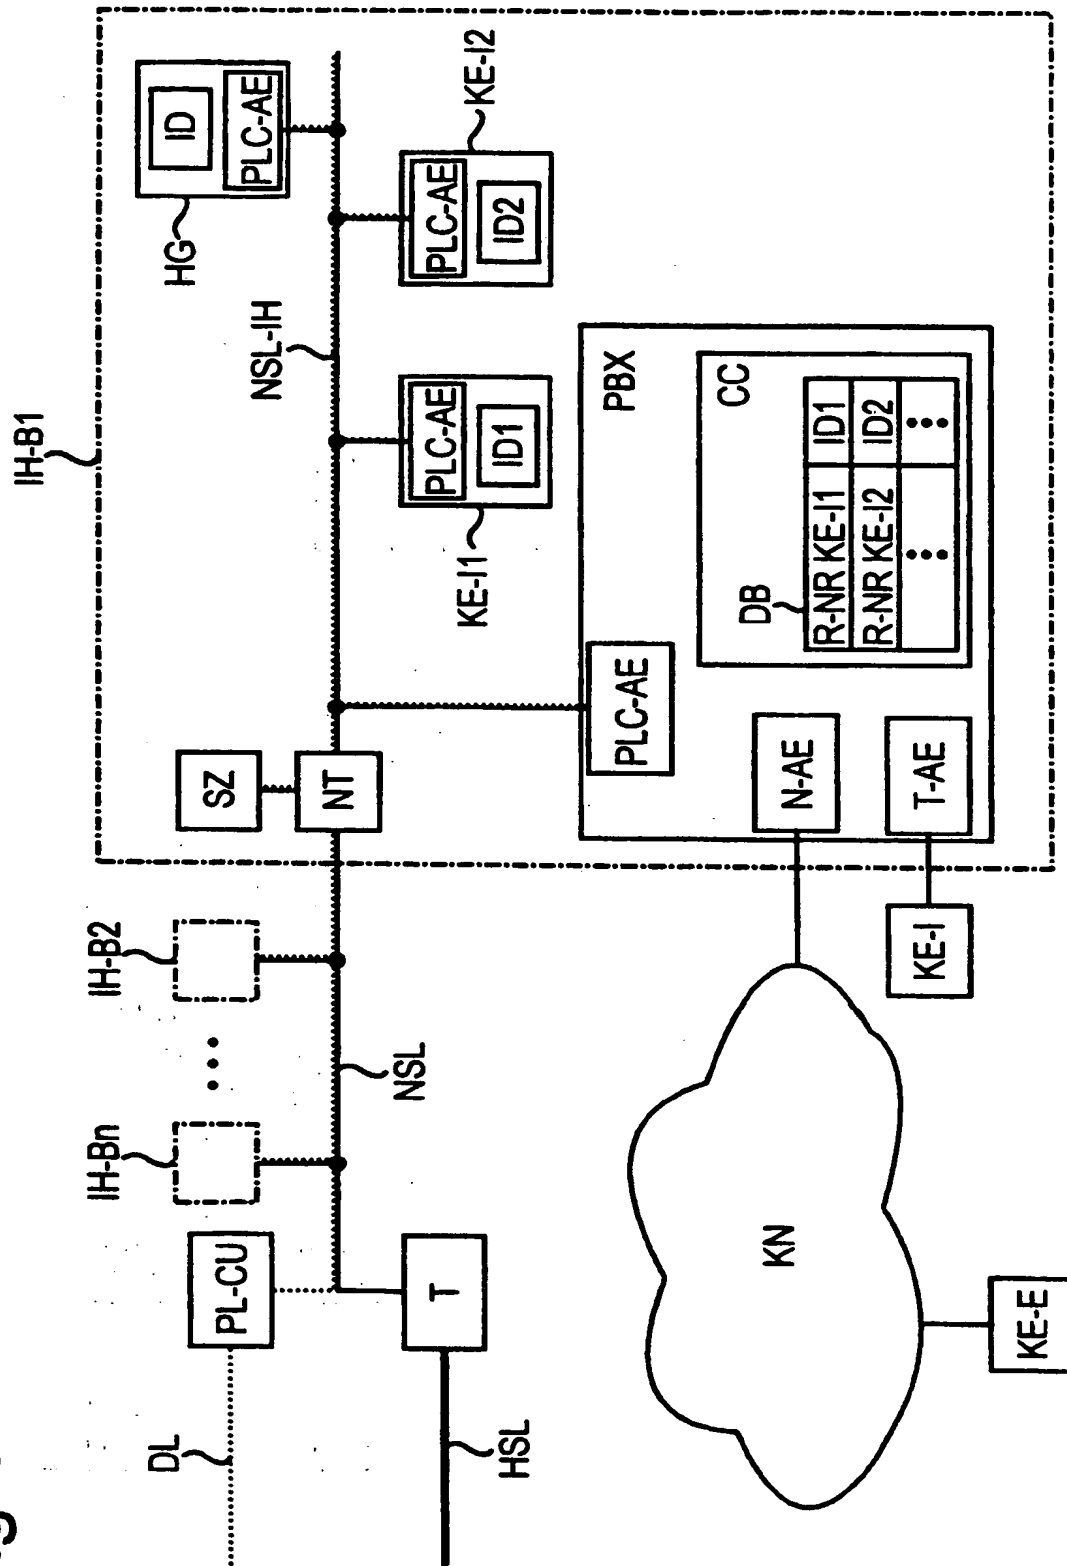 IH-B1
HG
ID
PLC-AE
NSL-IH
KE-I2
PLC-AE
ID2
KE-I1
PLC-AE
ID1
SZ
NT
IH-B2
...
IH-Bn
NSL
PL-CU
DL
T
HSL
PBX
PLC-AE
CC
DB
R-NR KE-I1 ID1
R-NR KE-I2 ID2
N-AE
T-AE
KE-I
KN
KE-E